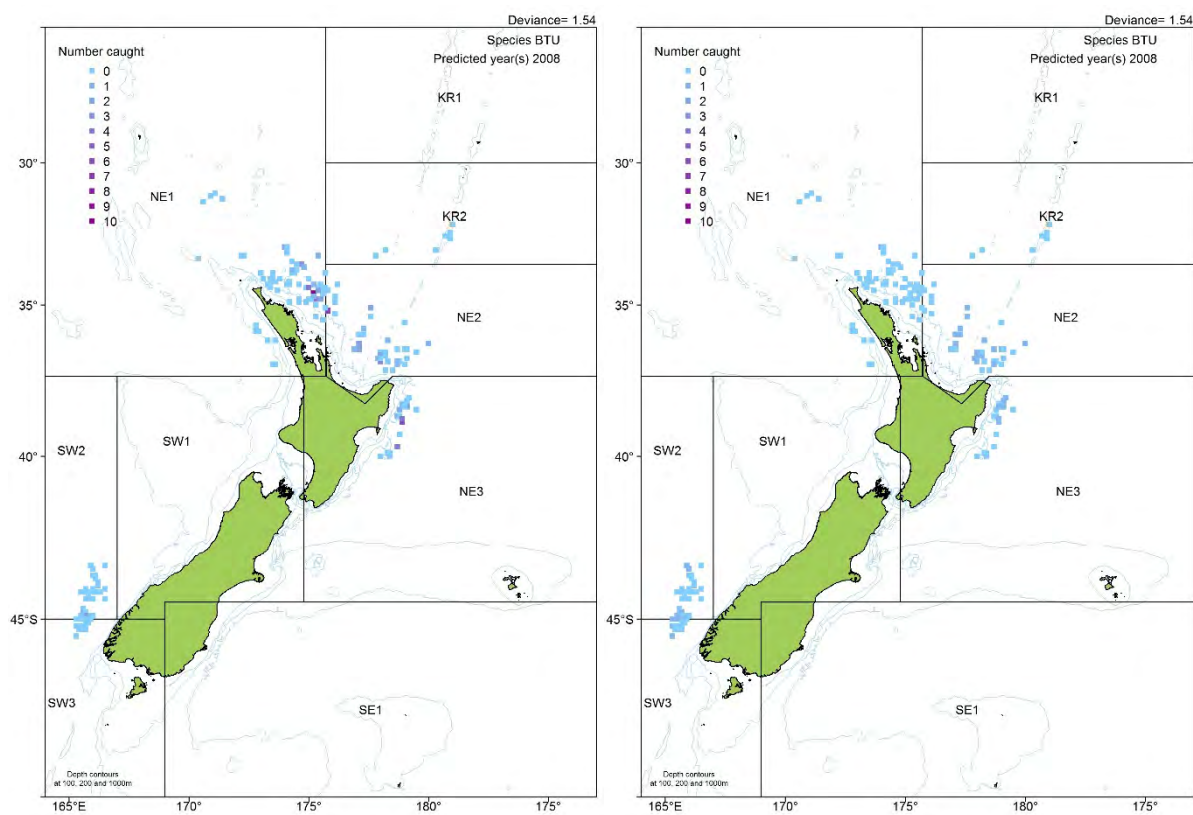 Deviance= 1.54
Species BTU
Predicted year(s) 2008
Number caught
0
1
2
3
4
5
6
7
8
9
10
KR1
30°
NE1
KR2
35°
NE2
SW2
SW1
40°
NE3
45°S
SW3
SE1
Depth contours
at 100, 200 and 1000m
165°E
170°
175°
180°
175°
Deviance= 1.54
Species BTU
Predicted year(s) 2008
Number caught
0
1
2
3
4
5
6
7
8
9
10
KR1
30°
NE1
KR2
35°
NE2
SW2
SW1
40°
NE3
45°S
SW3
SE1
Depth contours
at 100, 200 and 1000m
165°E
170°
175°
180°
175°